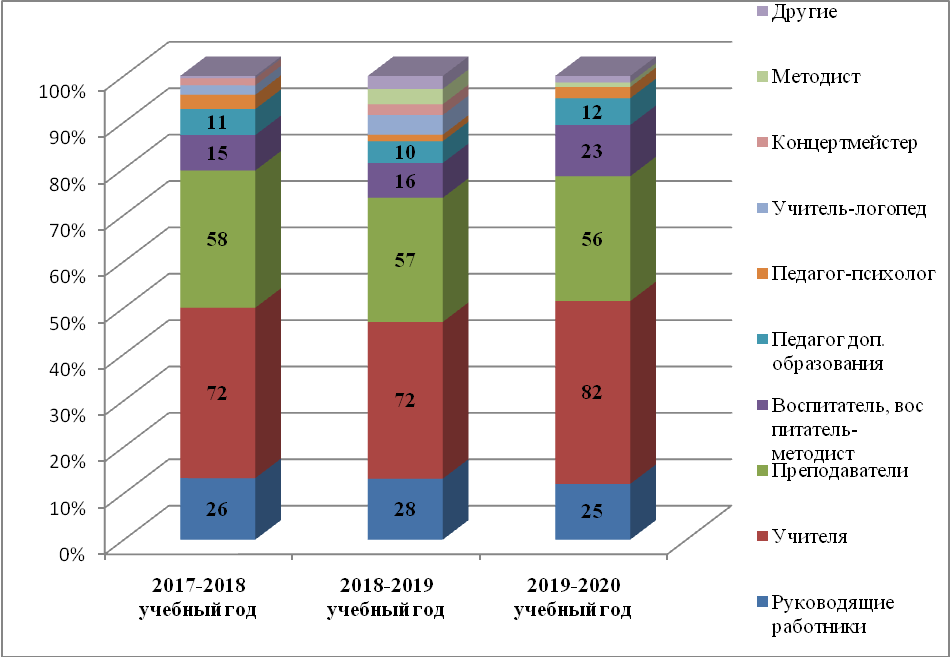 100%
90%
80%
70%
60%
50%
40%
30%
20%
10%
0%
11
15
58
72
26
10
16
57
72
28
12
23
56
82
25
2017-2018
учебный год
2018-2019
учебный год
2019-2020
учебный год
Другие
Методист
Концертмейстер
Учитель-логопед
Педагог-психолог
Педагог доп.
образования
Воспитатель, вос
питатель-
методист
Преподаватели
Учителя
Руководящие
работники